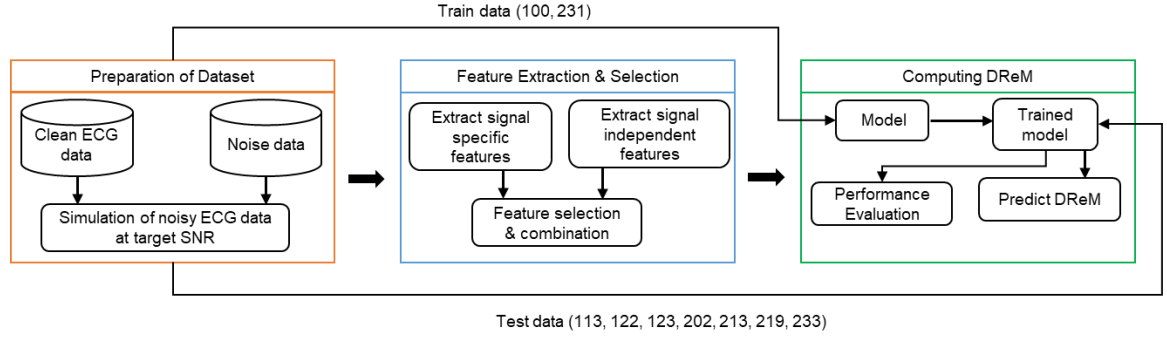 Train data (100, 231)
Preparation of Dataset
Clean ECG
data
Noise data
Simulation of noisy ECG data
at target SNR
Feature Extraction & Selection
Extract signal
specific
features
Extract signal
independent
features
Feature selection
& combination
Computing DReM
Model
Trained
model
Performance
Evaluation
Predict DReM
Test data (113, 122, 123, 202, 213, 219, 233)